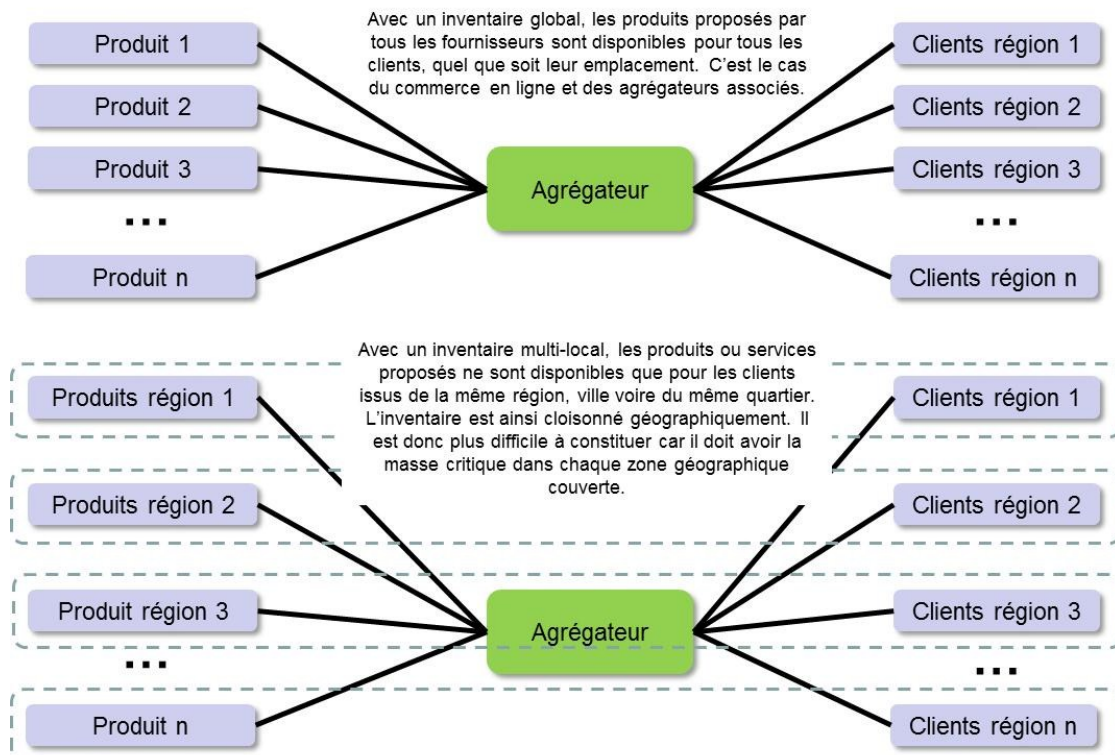 Avec un inventaire global, les produits proposés par
tous les fournisseurs sont disponibles pour tous les
clients, quel que soit leur emplacement. C’est le cas
du commerce en ligne et des agrégateurs associés.
Produit 1
Produit 2
Produit 3
...
Produit n
Agrégateur
Clients région 1
Clients région 2
Clients région 3
...
Clients région n
Avec un inventaire multi-local, les produits ou services
proposés ne sont disponibles que pour les clients
issus de la même région, ville voire du même quartier.
L’inventaire est ainsi cloisonné géographiquement. Il
est donc plus difficile à constituer car il doit avoir la
masse critique dans chaque zone géographique
couverte.
Produits région 1
Produits région 2
Produit région 3
...
Produit n
Agrégateur
Clients région 1
Clients région 2
Clients région 3
...
Clients région n